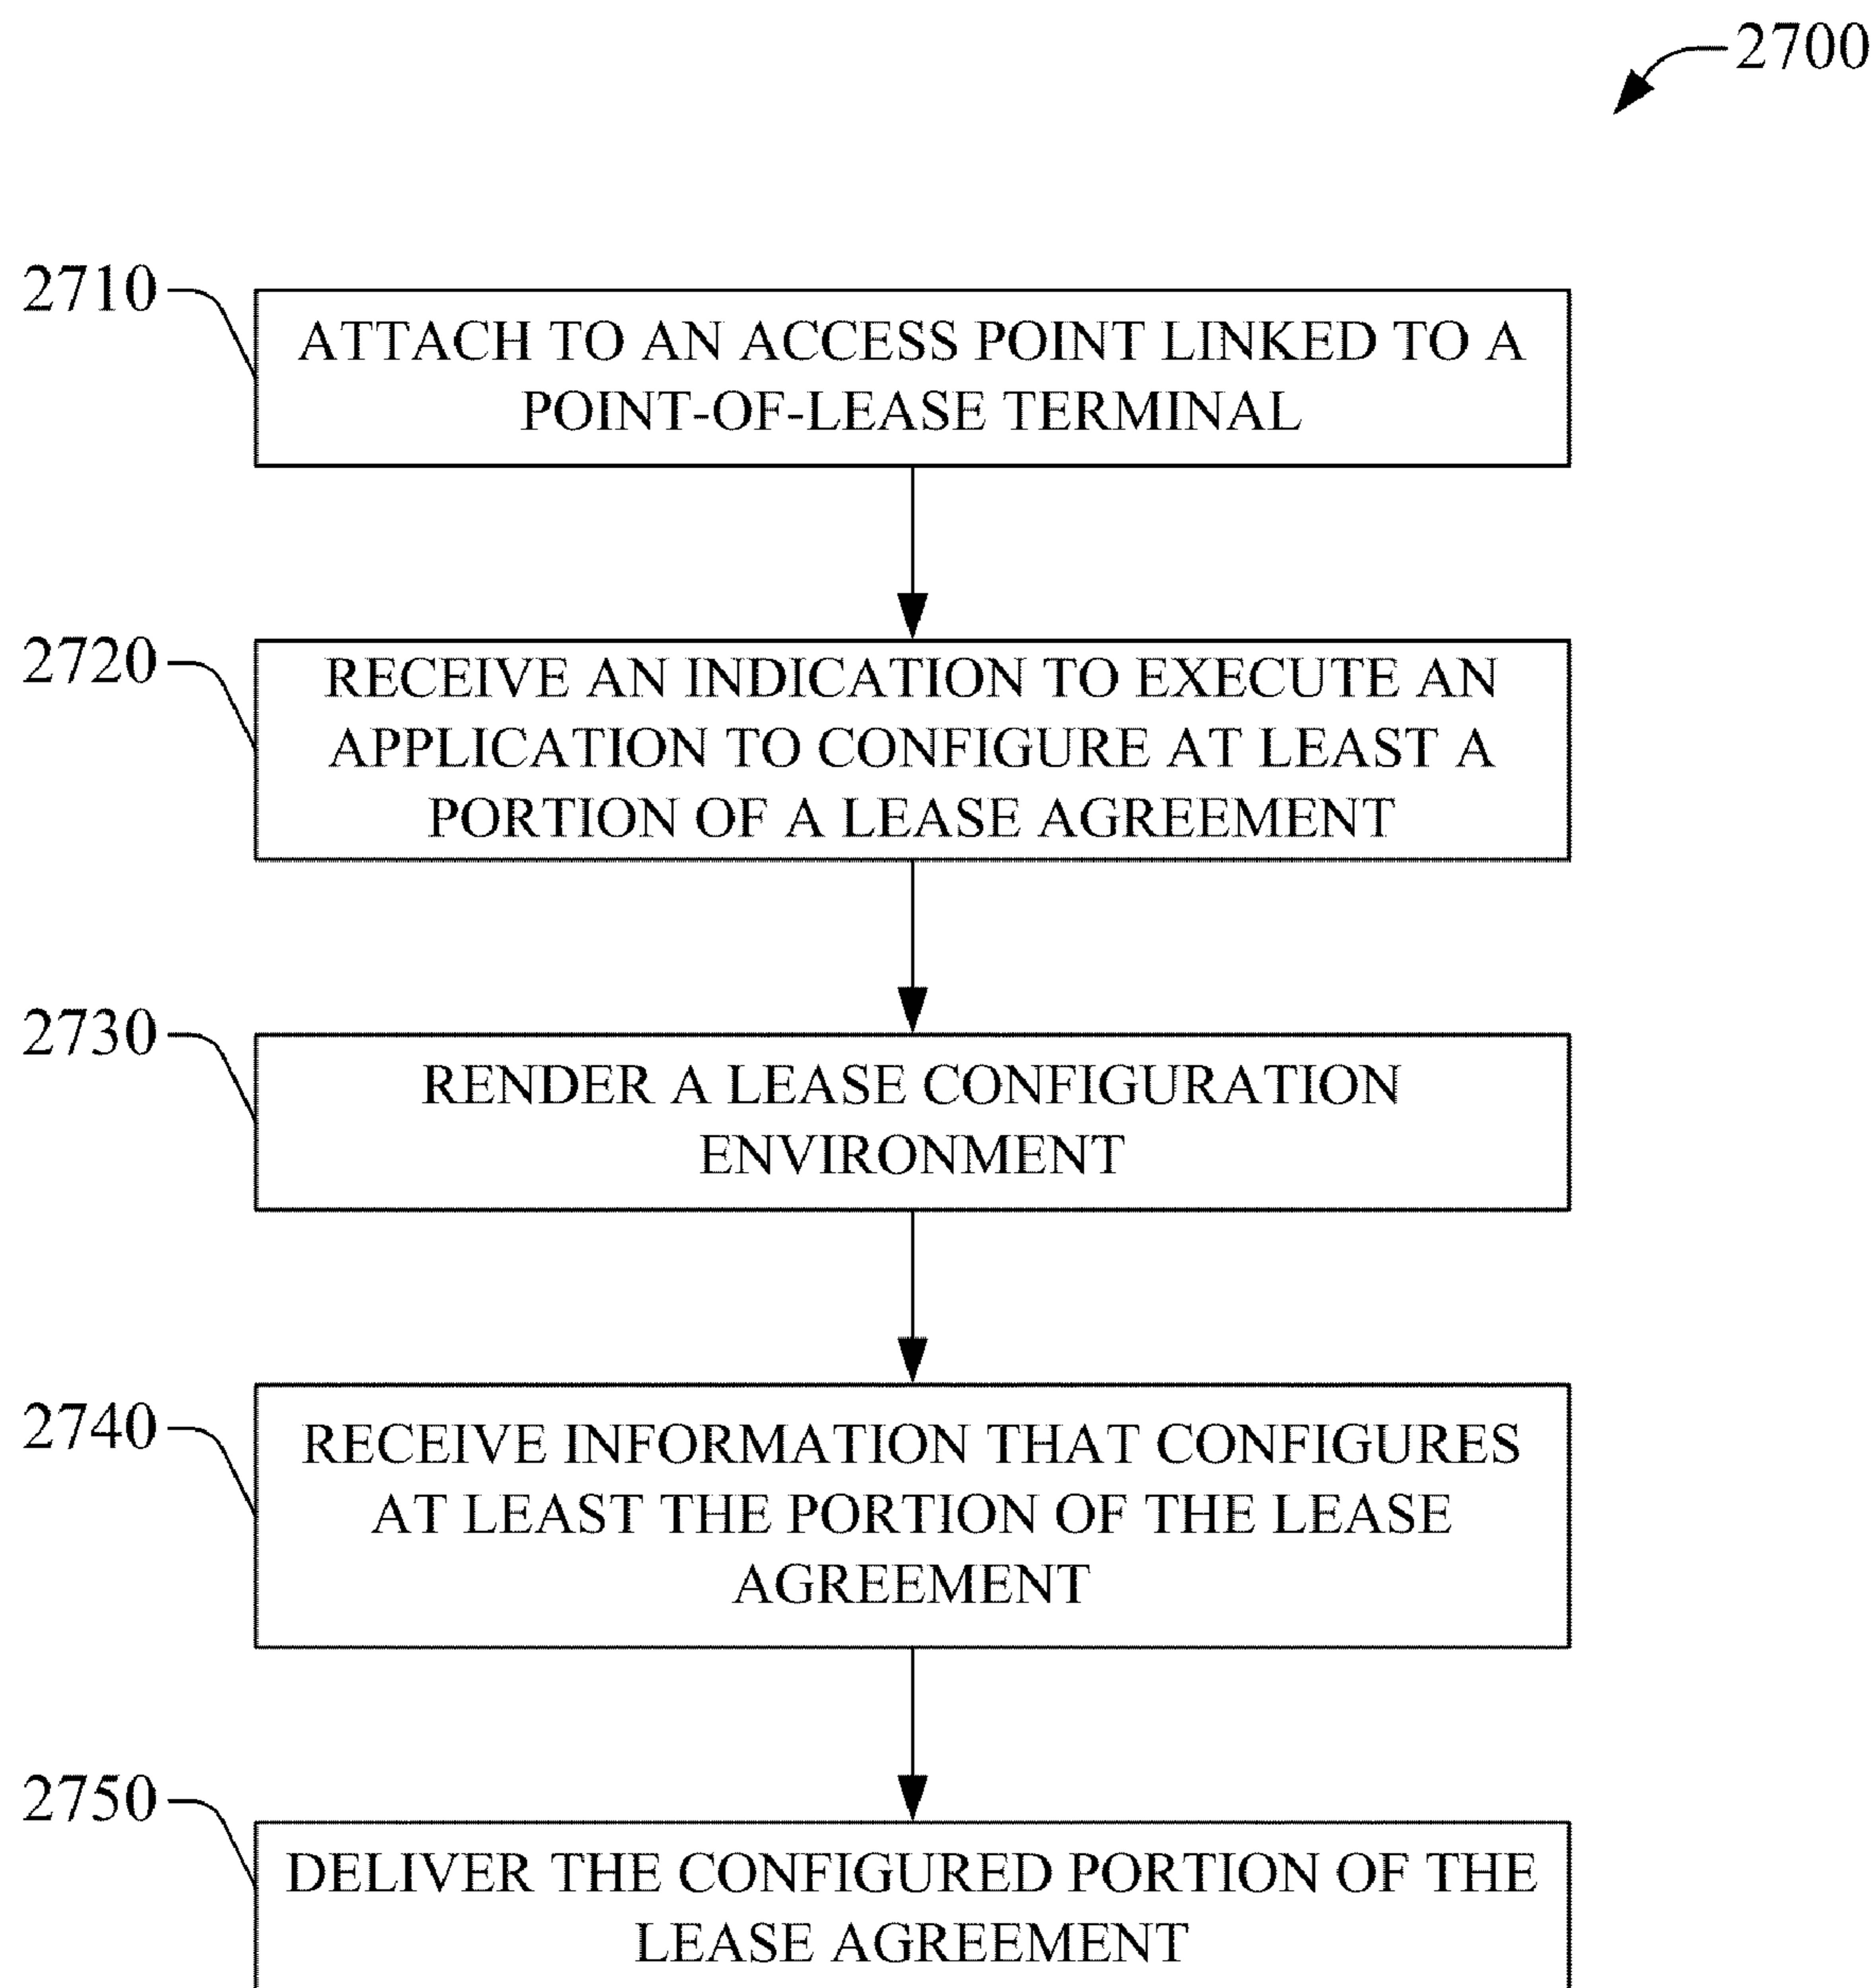 2700
2710
ATTACH TO AN ACCESS POINT LINKED TO A
POINT-OF-LEASE TERMINAL
2720
RECEIVE AN INDICATION TO EXECUTE AN
APPLICATION TO CONFIGURE AT LEAST A
PORTION OF A LEASE AGREEMENT
2730
RENDER A LEASE CONFIGURATION
ENVIRONMENT
2740
RECEIVE INFORMATION THAT CONFIGURES
AT LEAST THE PORTION OF THE LEASE
AGREEMENT
2750
DELIVER THE CONFIGURED PORTION OF THE
LEASE AGREEMENT